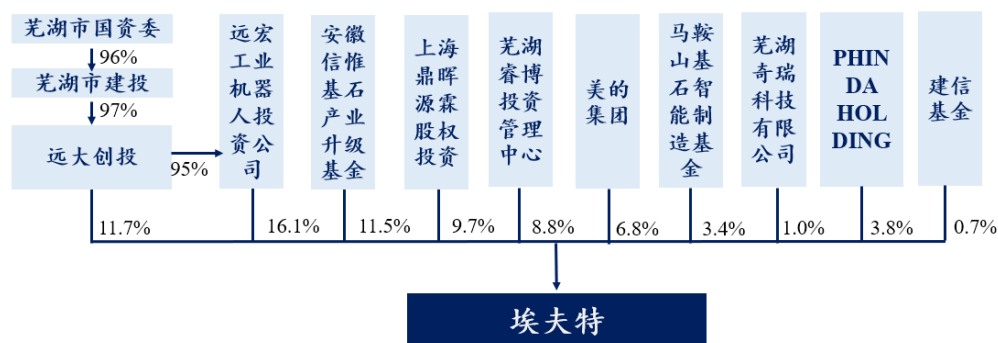 芜湖市国资委
96%
芜湖市建投
97%
远大创投
95%
远宏
工业
机器
人投
资公
司
安徽
信惟
基石
产业
升级
基金
上海
鼎晖
源霖
股权
投资
芜湖
睿博
投资
管理
中心
美的
集团
马鞍
山基
石智
能制
造基
金
芜湖
奇瑞
科技
有限
公司
PHIN
DA
HOL
DING
建信
基金
11.7%
16.1%
11.5%
9.7%
8.8%
6.8%
3.4%
1.0%
3.8%
0.7%
埃夫特